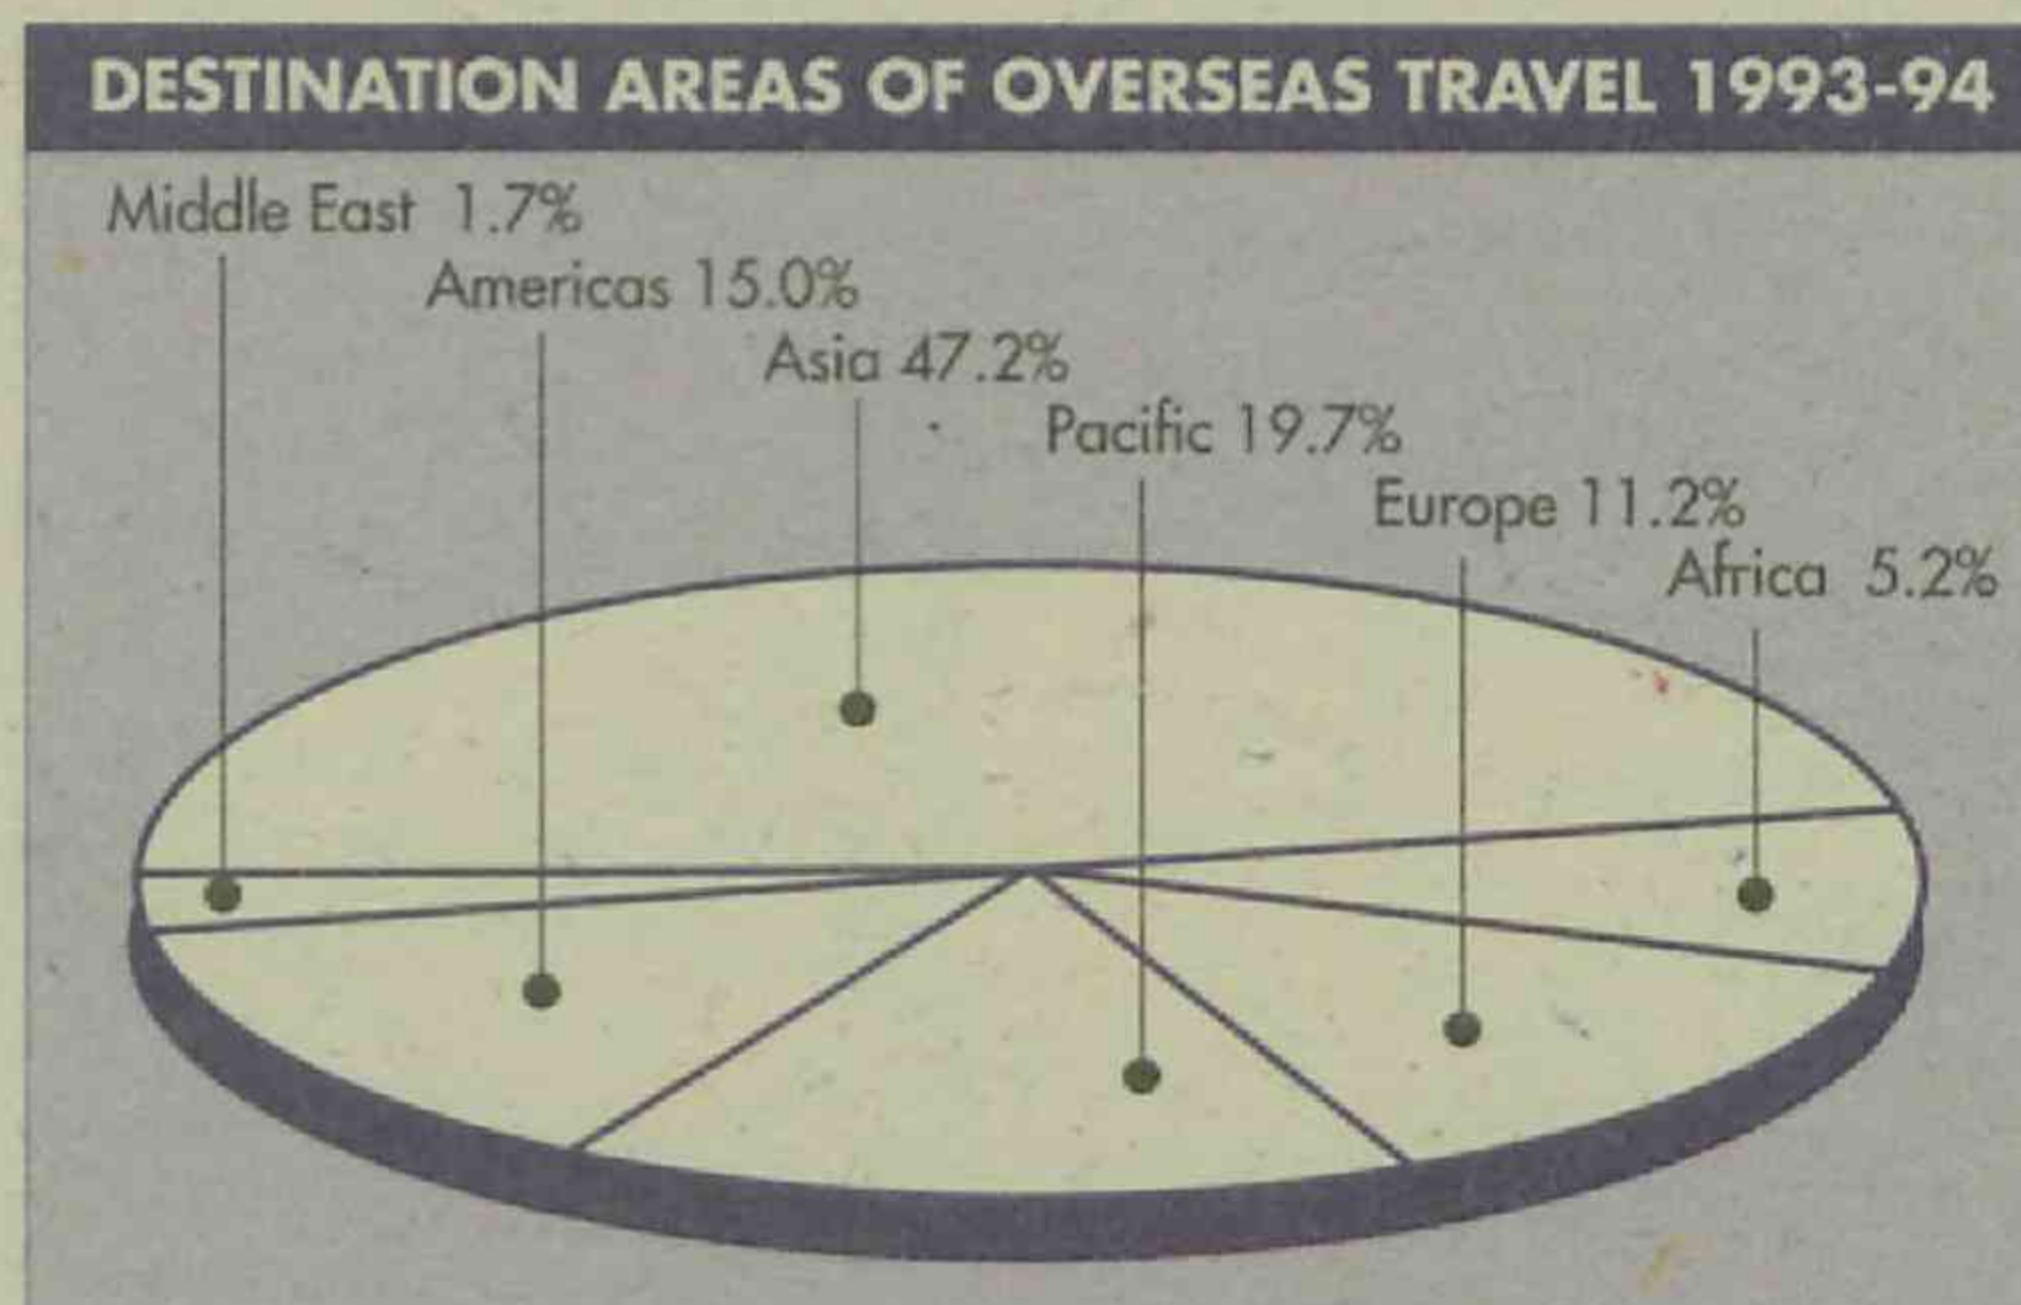 DESTINATION AREAS OF OVERSEAS TRAVEL 1993-94
Middle East 1.7%
Americas 15.0%
Asia 47.2%
Pacific 19.7%
Europe 11.2%
Africa 5.2%